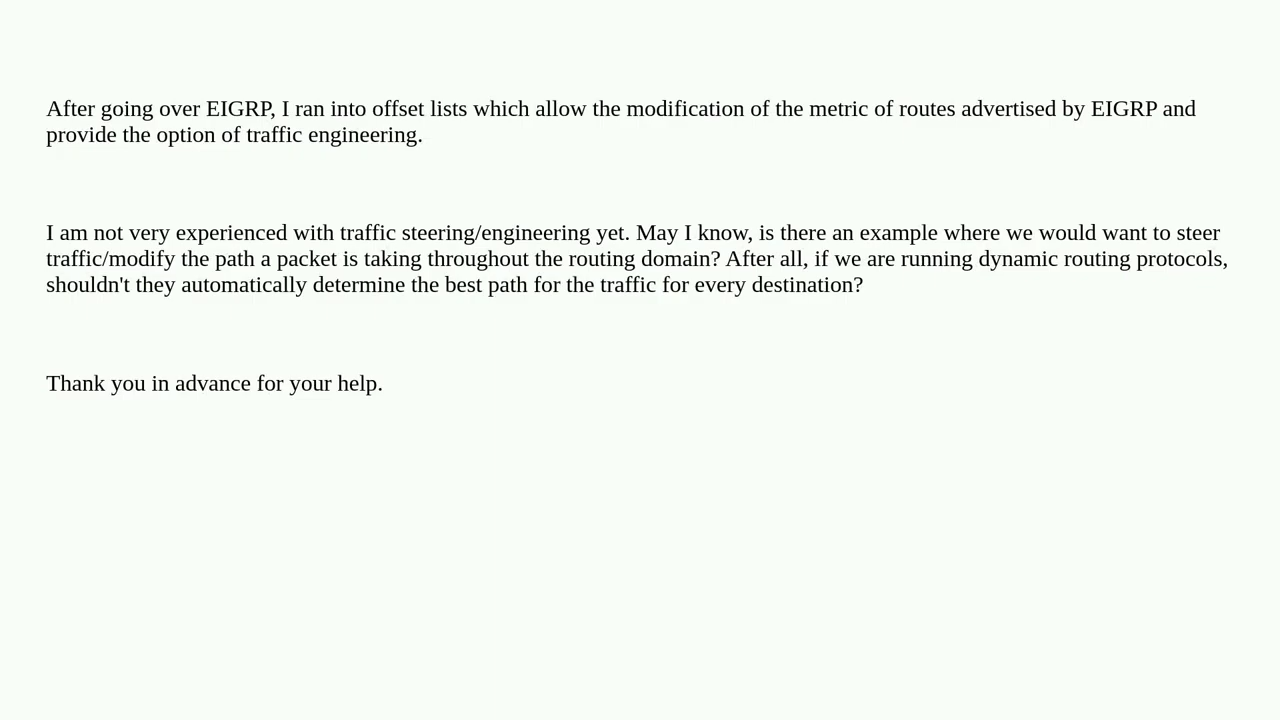 After going over EIGRP, I ran into offset lists which allow the modification of the metric of routes advertised by EIGRP and
provide the option of traffic engineering.
I am not very experienced with traffic steering/engineering yet. May I know, is there an example where we would want to steer
traffic/modify the path a packet is taking throughout the routing domain? After all, if we are running dynamic routing protocols,
shouldn't they automatically determine the best path for the traffic for every destination?
Thank you in advance for your help.